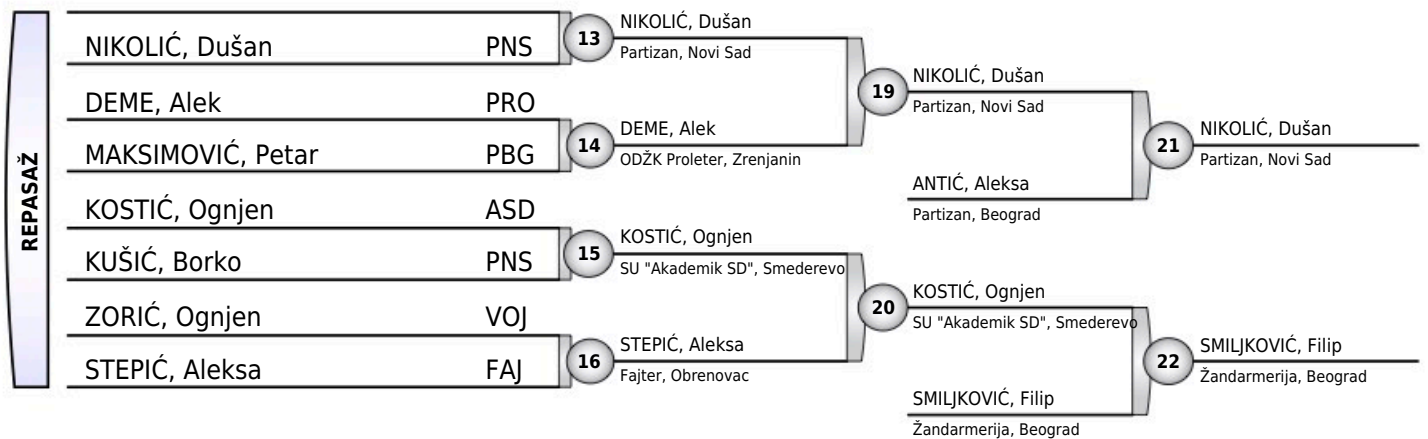 REPASAŽ
NIKOLIĆ, Dušan PNS
DEME, Alek PRO
MAKSIMOVIĆ, Petar PBG
KOSTIĆ, Ognjen ASD
KUŠIĆ, Borko PNS
ZORIĆ, Ognjen VOJ
STEPIĆ, Aleksa FAJ
13
NIKOLIĆ, Dušan
Partizan, Novi Sad
14
DEME, Alek
ODŽK Proleter, Zrenjanin
15
KOSTIĆ, Ognjen
SU "Akademik SD", Smederevo
16
STEPIĆ, Aleksa
Fajter, Obrenovac
19
NIKOLIĆ, Dušan
Partizan, Novi Sad
ANTIĆ, Aleksa
Partizan, Beograd
20
KOSTIĆ, Ognjen
SU "Akademik SD", Smederevo
SMILJKOVIĆ, Filip
Žandarmerija, Beograd
21
NIKOLIĆ, Dušan
Partizan, Novi Sad
22
SMILJKOVIĆ, Filip
Žandarmerija, Beograd